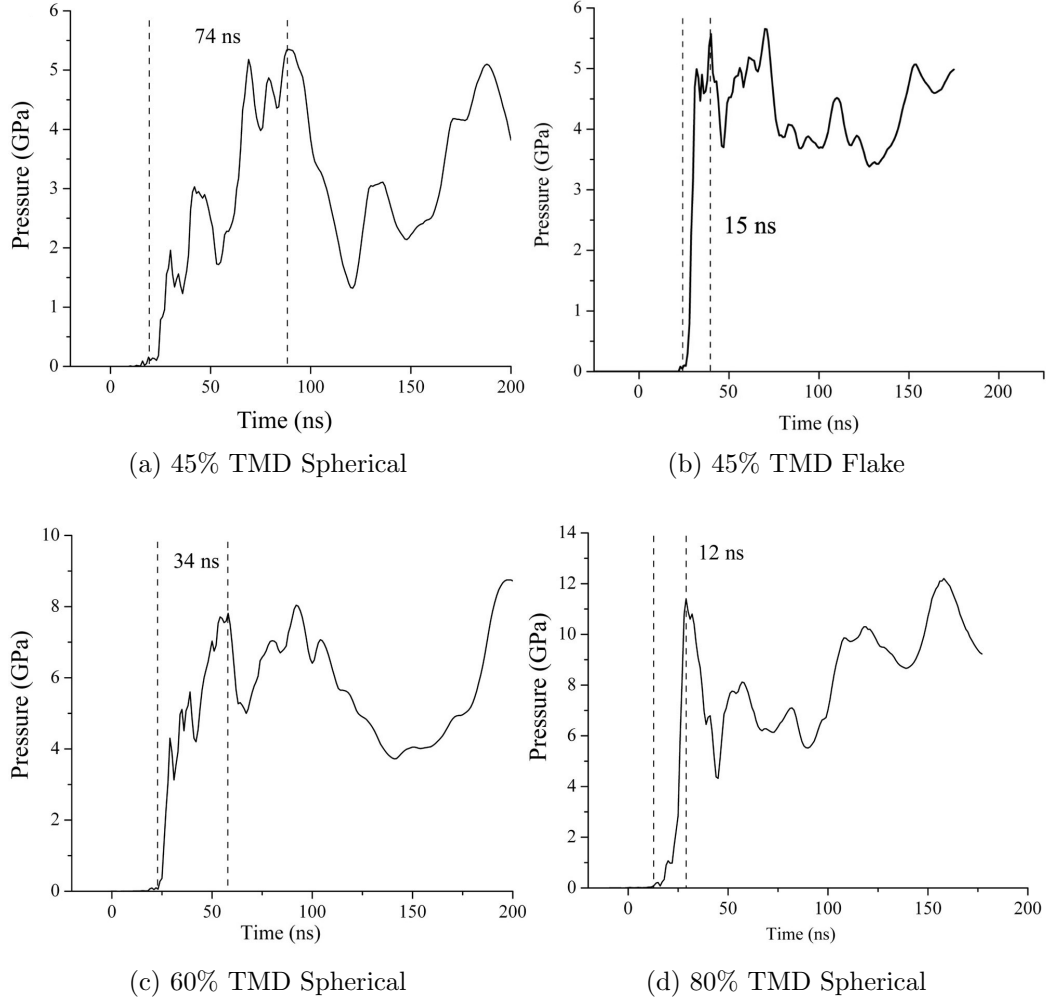 6
5
4
3
2
1
0
Pressure (GPa)
74 ns
0 50 100 150 200
Time (ns)
(a) 45% TMD Spherical
6
5
4
3
2
1
0
Pressure (GPa)
15 ns
0 50 100 150 200
Time (ns)
(b) 45% TMD Flake
10
8
6
4
2
0
Pressure (GPa)
34 ns
0 50 100 150 200
Time (ns)
(c) 60% TMD Spherical
14
12
10
8
6
4
2
0
Pressure (GPa)
12 ns
0 50 100 150 200
Time (ns)
(d) 80% TMD Spherical